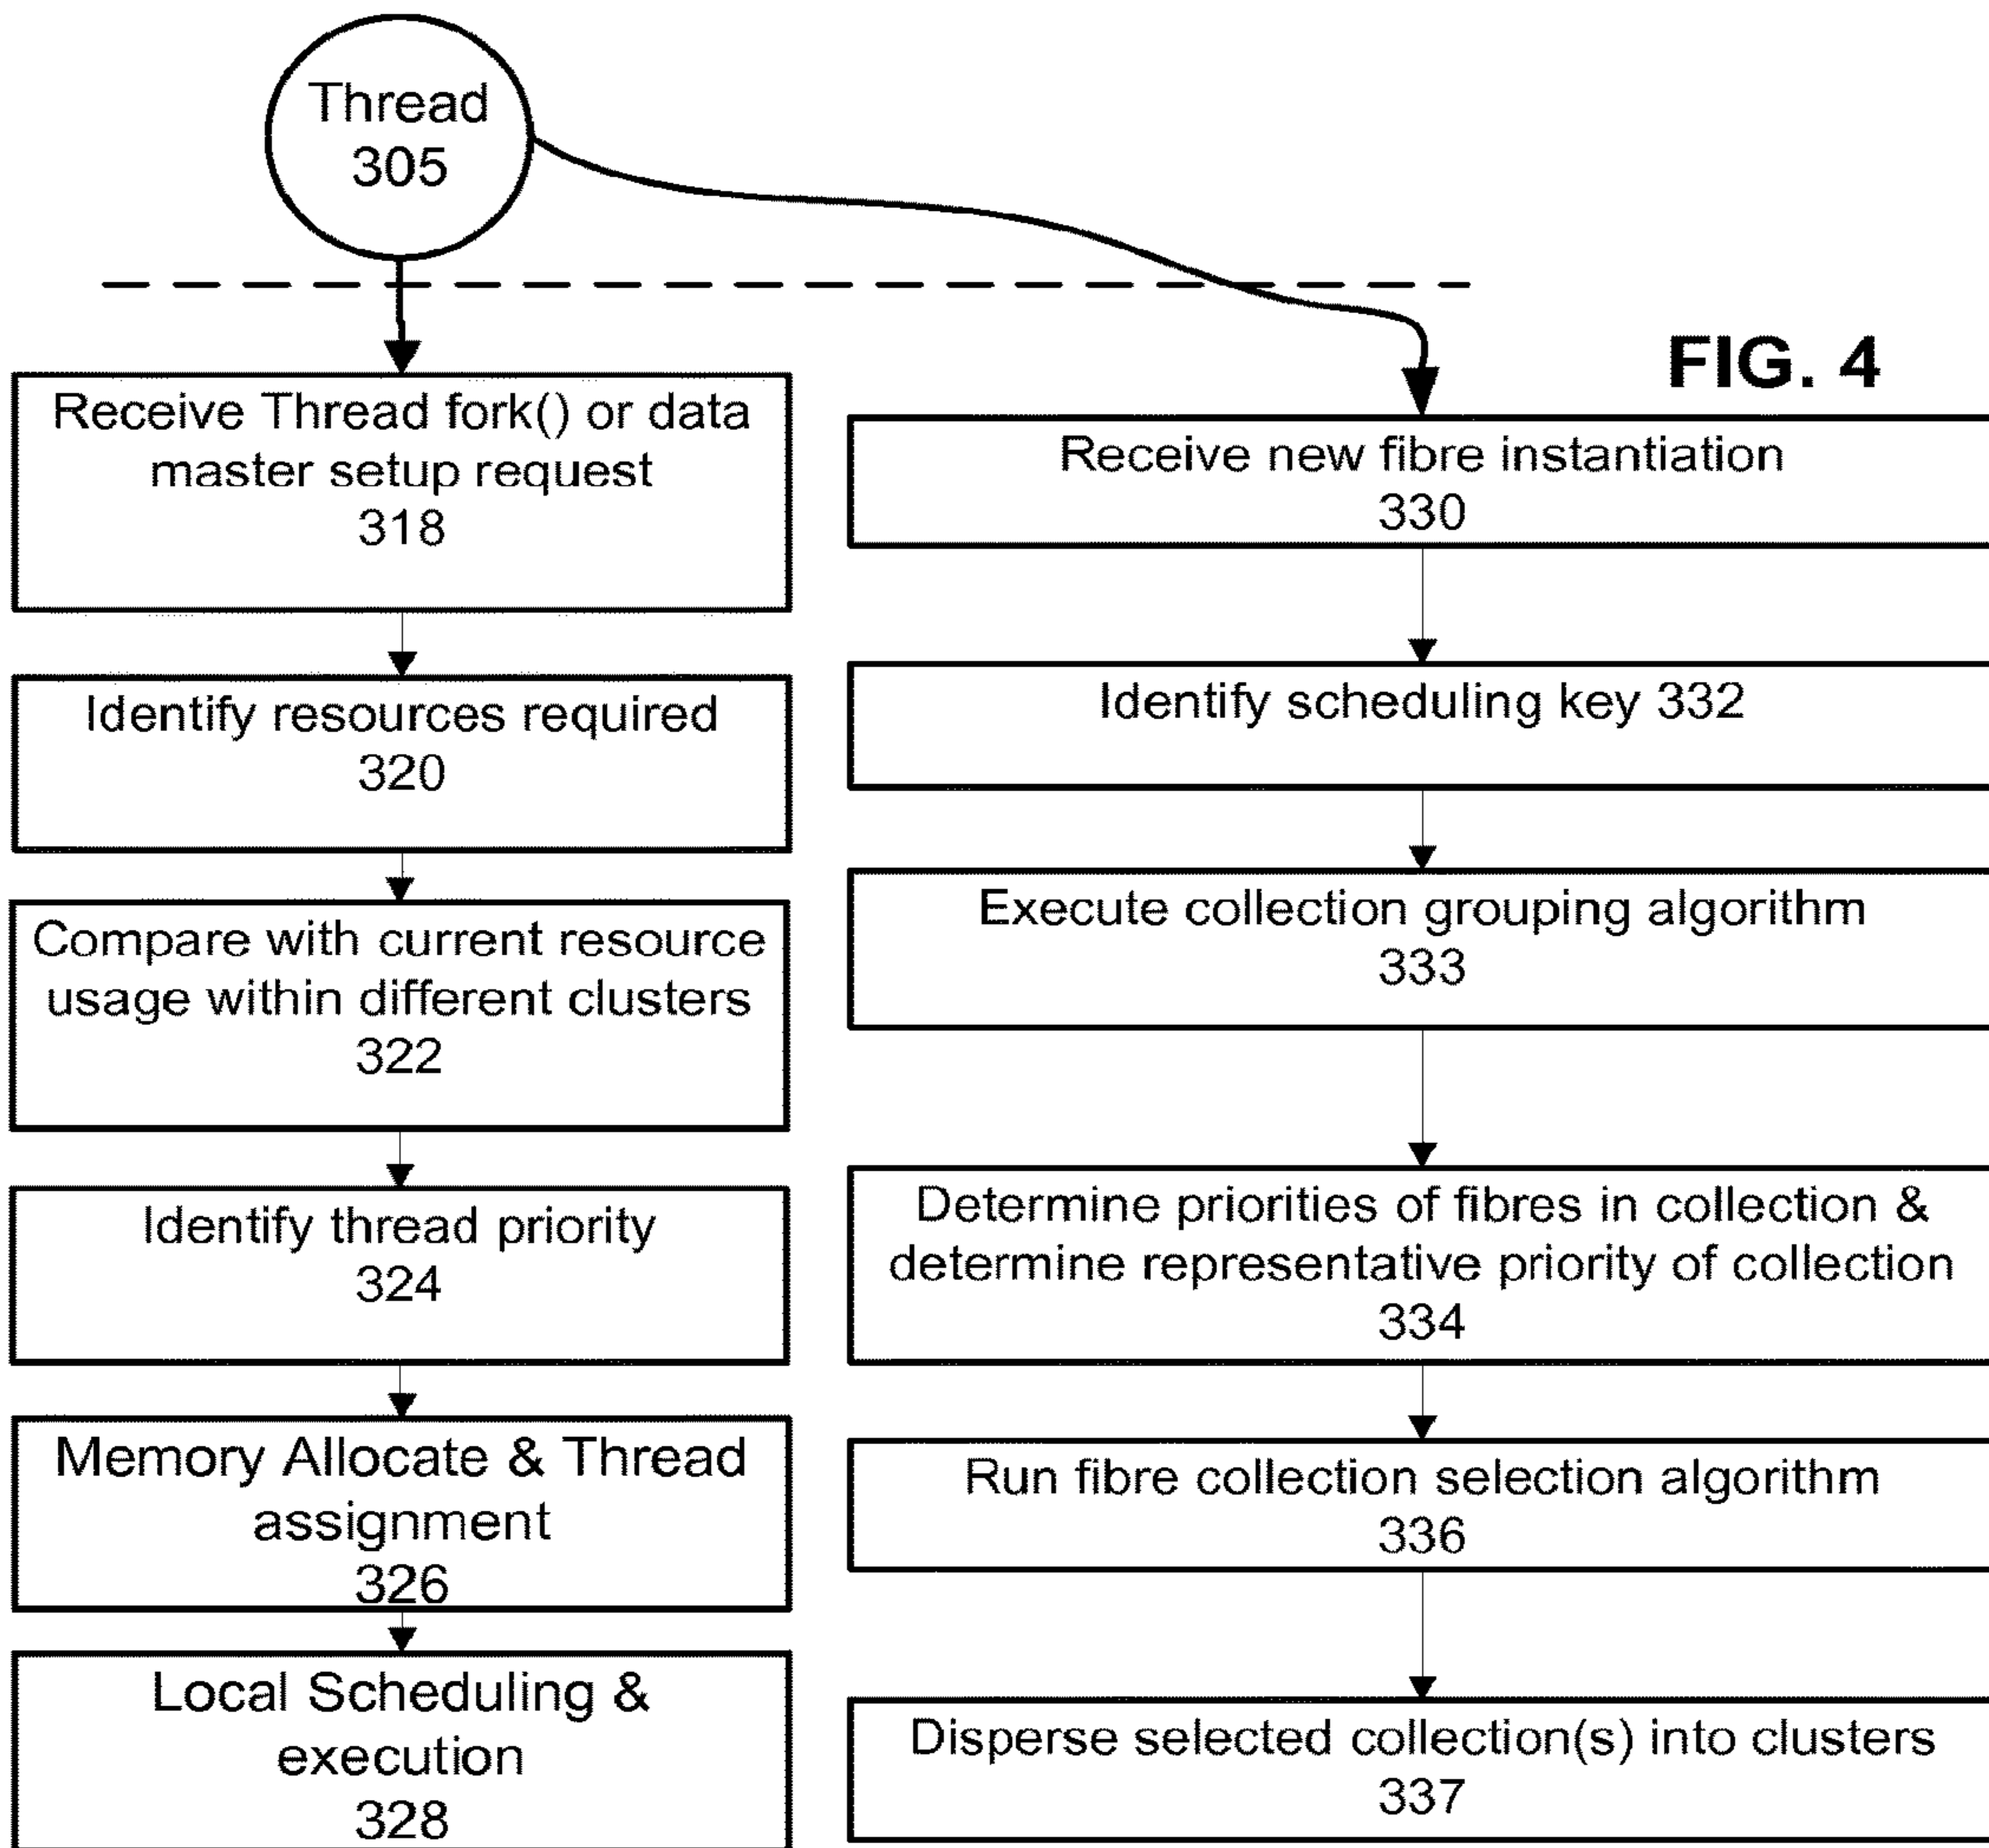 Thread
305
FIG. 4
Receive Thread fork() or data
master setup request
318
Identify resources required
320
Compare with current resource
usage within different clusters
322
Identify thread priority
324
Memory Allocate & Thread
assignment
326
Local Scheduling &
execution
328
Receive new fibre instantiation
330
Identify scheduling key 332
Execute collection grouping algorithm
333
Determine priorities of fibres in collection &
determine representative priority of collection
334
Run fibre collection selection algorithm
336
Disperse selected collection(s) into clusters
337